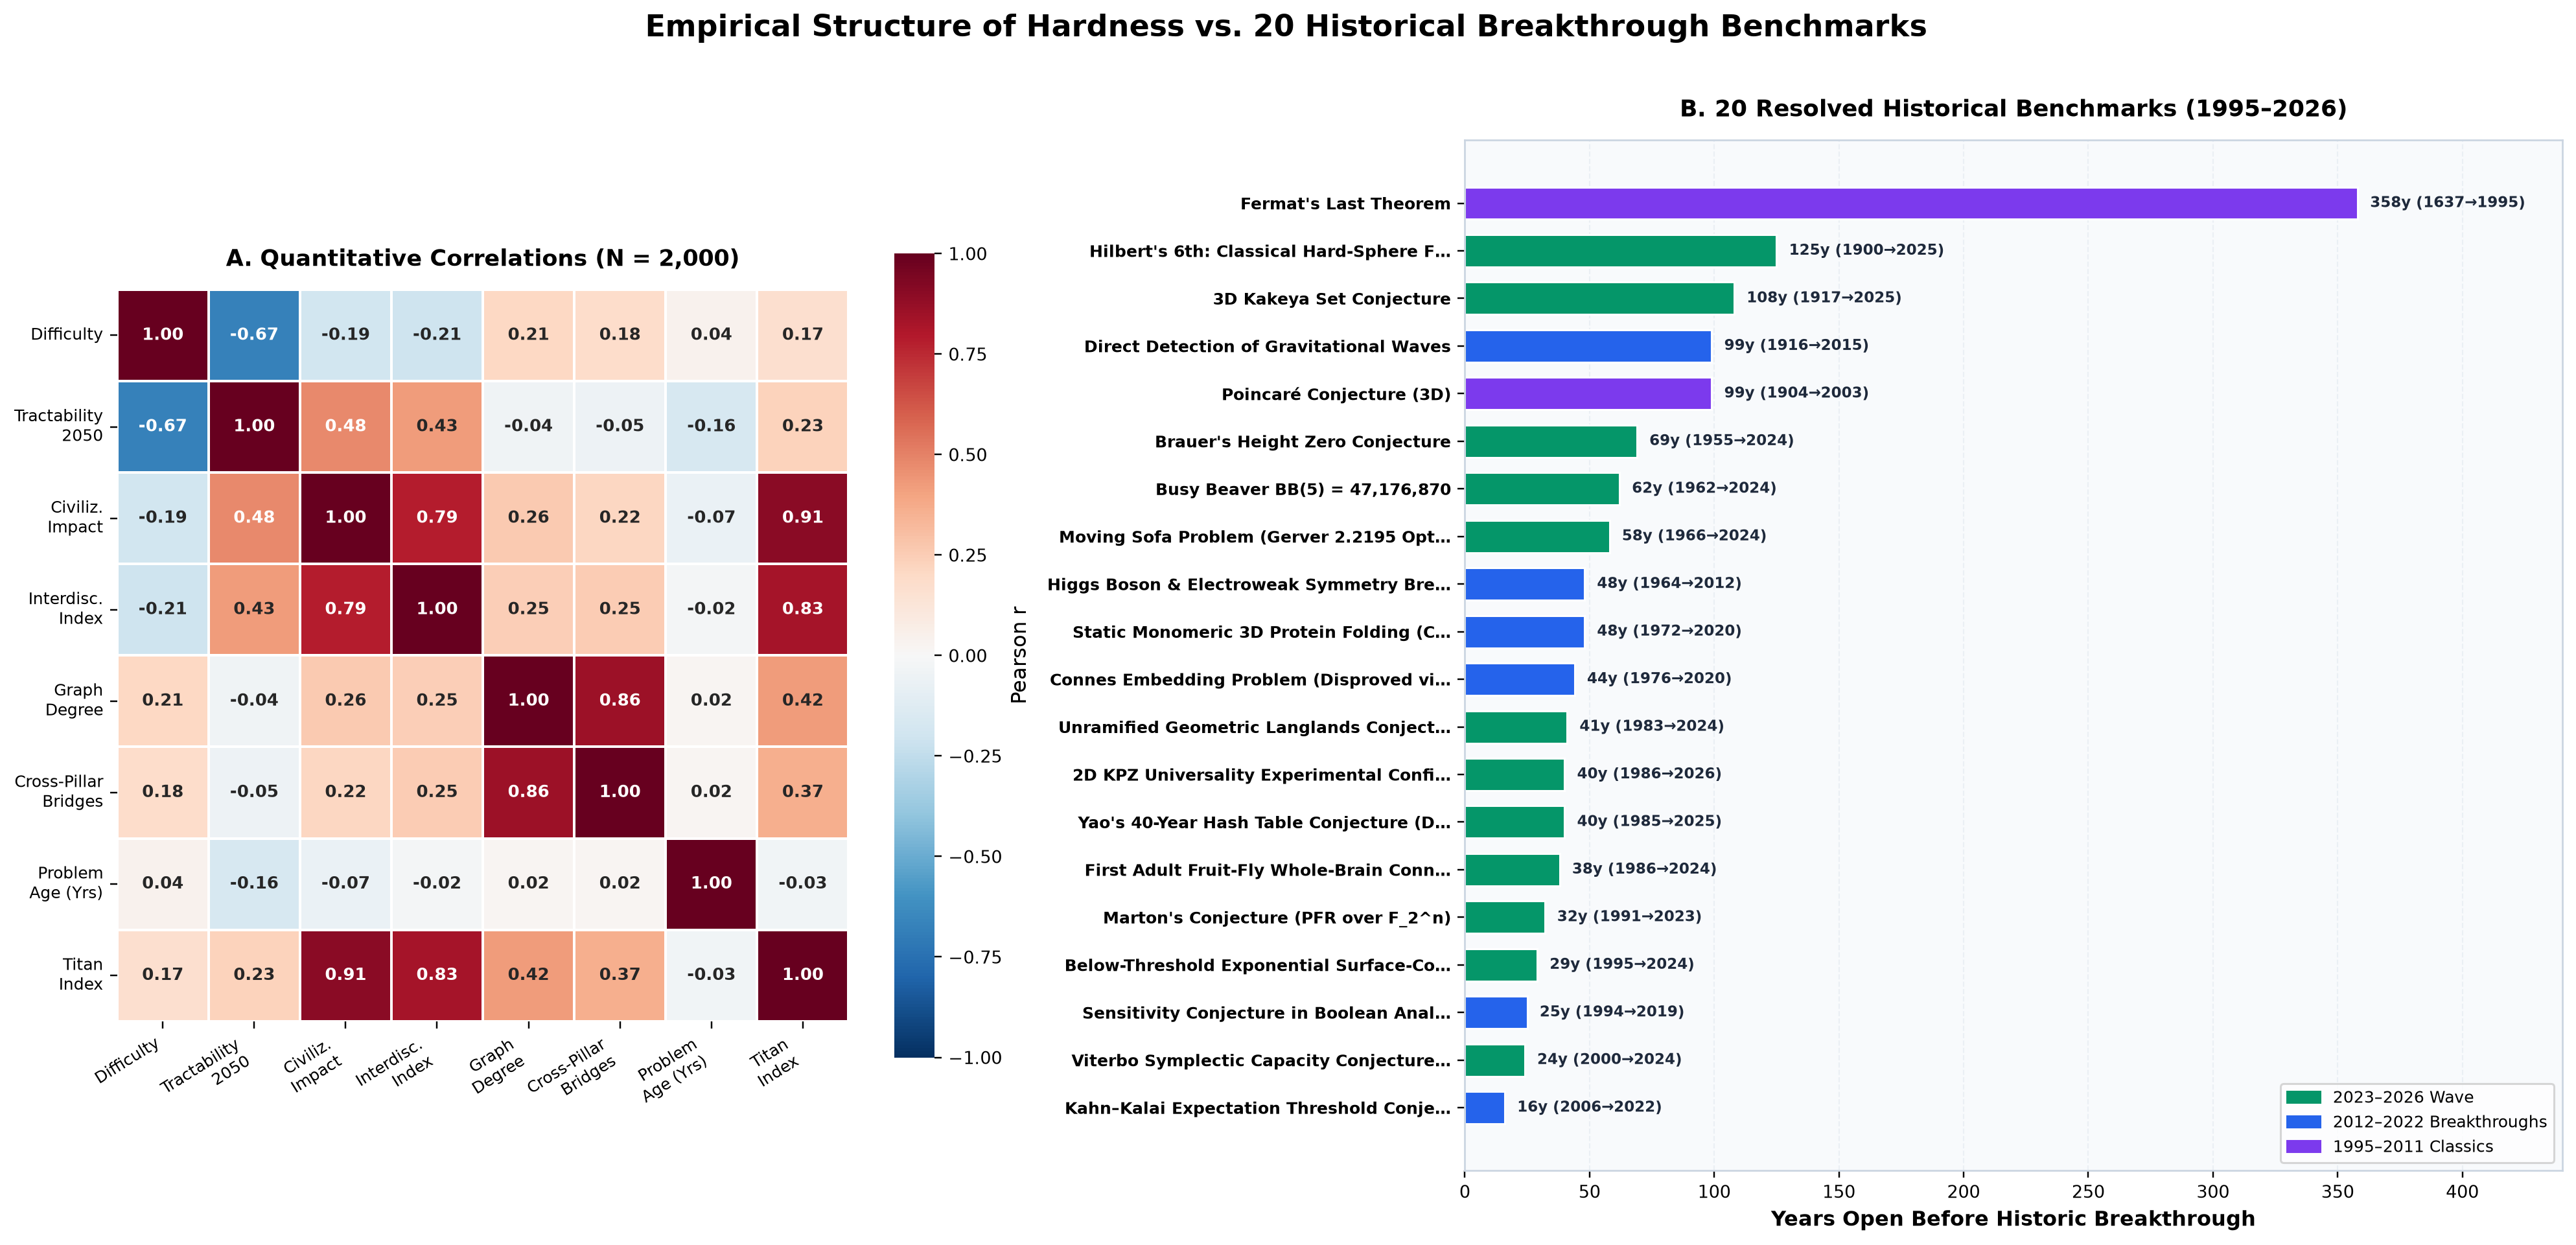 Empirical Structure of Hardness vs. 20 Historical Breakthrough Benchmarks
A. Quantitative Correlations (N = 2,000)
Difficulty
1.00 -0.67 -0.19 -0.21 0.21 0.18 0.04 0.17
Tractability
2050
-0.67 1.00 0.48 0.43 -0.04 -0.05 -0.16 0.23
Civiliz.
Impact
-0.19 0.48 1.00 0.79 0.26 0.22 -0.07 0.91
Interdisc.
Index
-0.21 0.43 0.79 1.00 0.25 0.25 -0.02 0.83
Graph
Degree
0.21 -0.04 0.26 0.25 1.00 0.86 0.02 0.42
Cross-Pillar
Bridges
0.18 -0.05 0.22 0.25 0.86 1.00 0.02 0.37
Problem
Age (Yrs)
0.04 -0.16 -0.07 -0.02 0.02 0.02 1.00 -0.03
Titan
Index
0.17 0.23 0.91 0.83 0.42 0.37 -0.03 1.00
Difficulty
Tractability
2050
Civiliz.
Impact
Interdisc.
Index
Graph
Degree
Cross-Pillar
Bridges
Problem
Age (Yrs)
Titan
Index
1.00
0.75
0.50
0.25
0.00
−0.25
−0.50
−0.75
−1.00
Pearson r
B. 20 Resolved Historical Benchmarks (1995–2026)
Fermat's Last Theorem 358y (1637→1995)
Hilbert's 6th: Classical Hard-Sphere F… 125y (1900→2025)
3D Kakeya Set Conjecture 108y (1917→2025)
Direct Detection of Gravitational Waves 99y (1916→2015)
Poincaré Conjecture (3D) 99y (1904→2003)
Brauer's Height Zero Conjecture 69y (1955→2024)
Busy Beaver BB(5) = 47,176,870 62y (1962→2024)
Moving Sofa Problem (Gerver 2.2195 Opt… 58y (1966→2024)
Higgs Boson & Electroweak Symmetry Bre… 48y (1964→2012)
Static Monomeric 3D Protein Folding (C… 48y (1972→2020)
Connes Embedding Problem (Disproved vi… 44y (1976→2020)
Unramified Geometric Langlands Conject… 41y (1983→2024)
2D KPZ Universality Experimental Confi… 40y (1986→2026)
Yao's 40-Year Hash Table Conjecture (D… 40y (1985→2025)
First Adult Fruit-Fly Whole-Brain Conn… 38y (1986→2024)
Marton's Conjecture (PFR over F_2^n) 32y (1991→2023)
Below-Threshold Exponential Surface-Co… 29y (1995→2024)
Sensitivity Conjecture in Boolean Anal… 25y (1994→2019)
Viterbo Symplectic Capacity Conjecture… 24y (2000→2024)
Kahn–Kalai Expectation Threshold Conje… 16y (2006→2022)
2023–2026 Wave
2012–2022 Breakthroughs
1995–2011 Classics
0 50 100 150 200 250 300 350 400
Years Open Before Historic Breakthrough